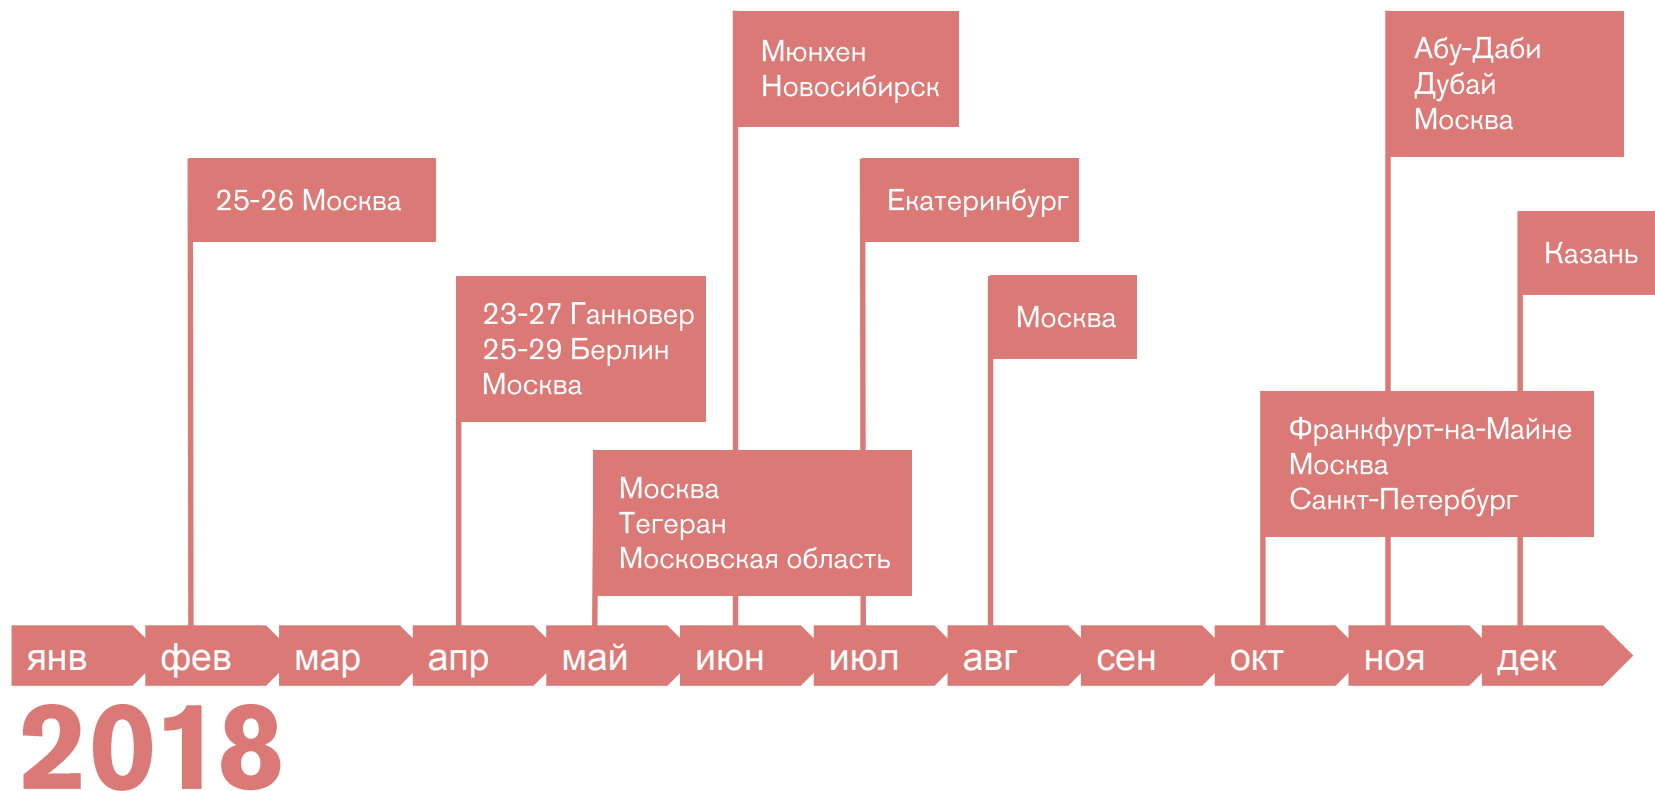 Мюнхен
Новосибирск
Абу-Даби
Дубай
Москва
25-26 Москва
Екатеринбург
Казань
23-27 Ганновер
25-29 Берлин
Москва
Москва
Франкфурт-на-Майне
Москва
Санкт-Петербург
Москва
Тегеран
Московская область
янв фев мар апр май июн июл авг сен окт ноя дек
2018